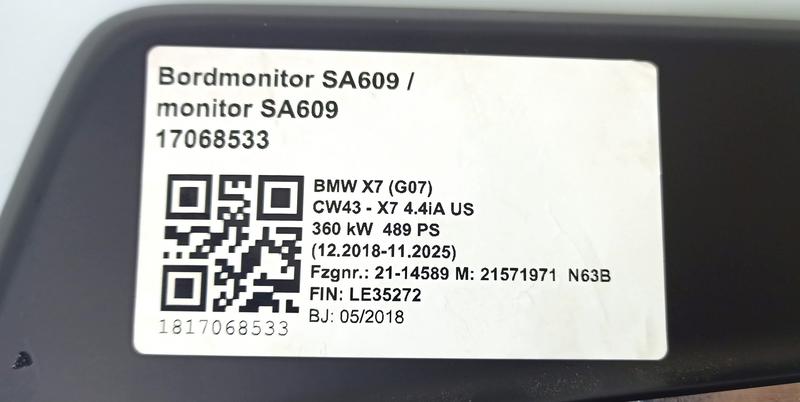 Bordmonitor SA609 /
monitor SA609
17068533
BMW X7 (G07)
CW43 - X7 4.4iA US
360 kW 489 PS
(12.2018-11.2025)
Fzgnr.: 21-14589 M: 21571971 N63B
FIN: LE35272
BJ: 05/2018
1817068533